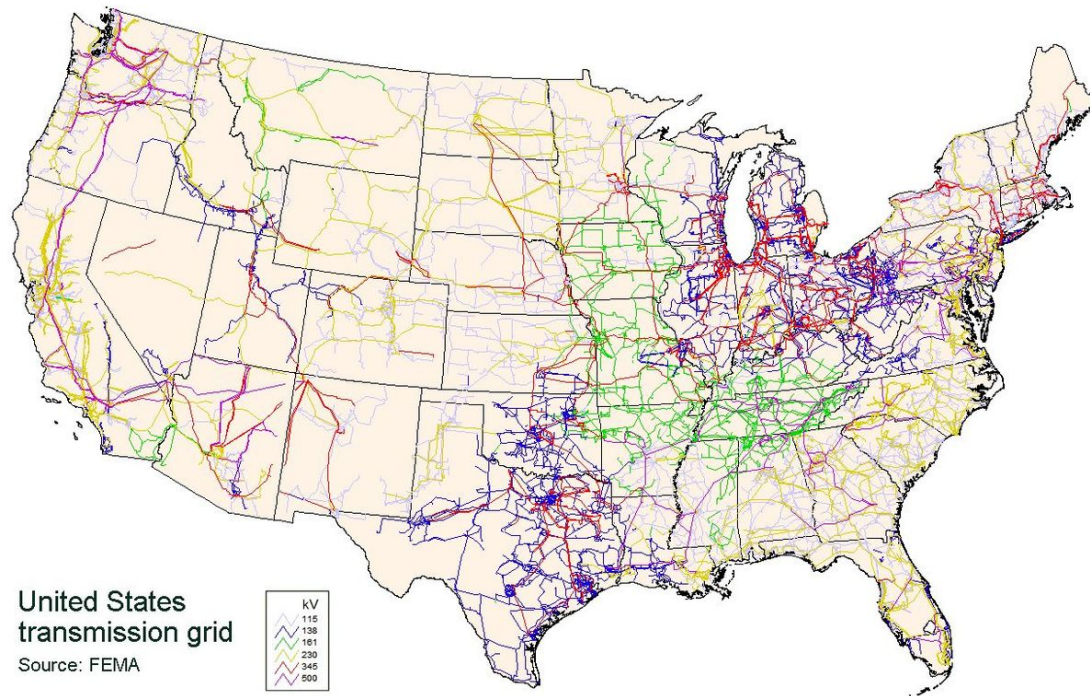 United States
transmission grid
Source: FEMA
kV
115
138
161
230
345
500